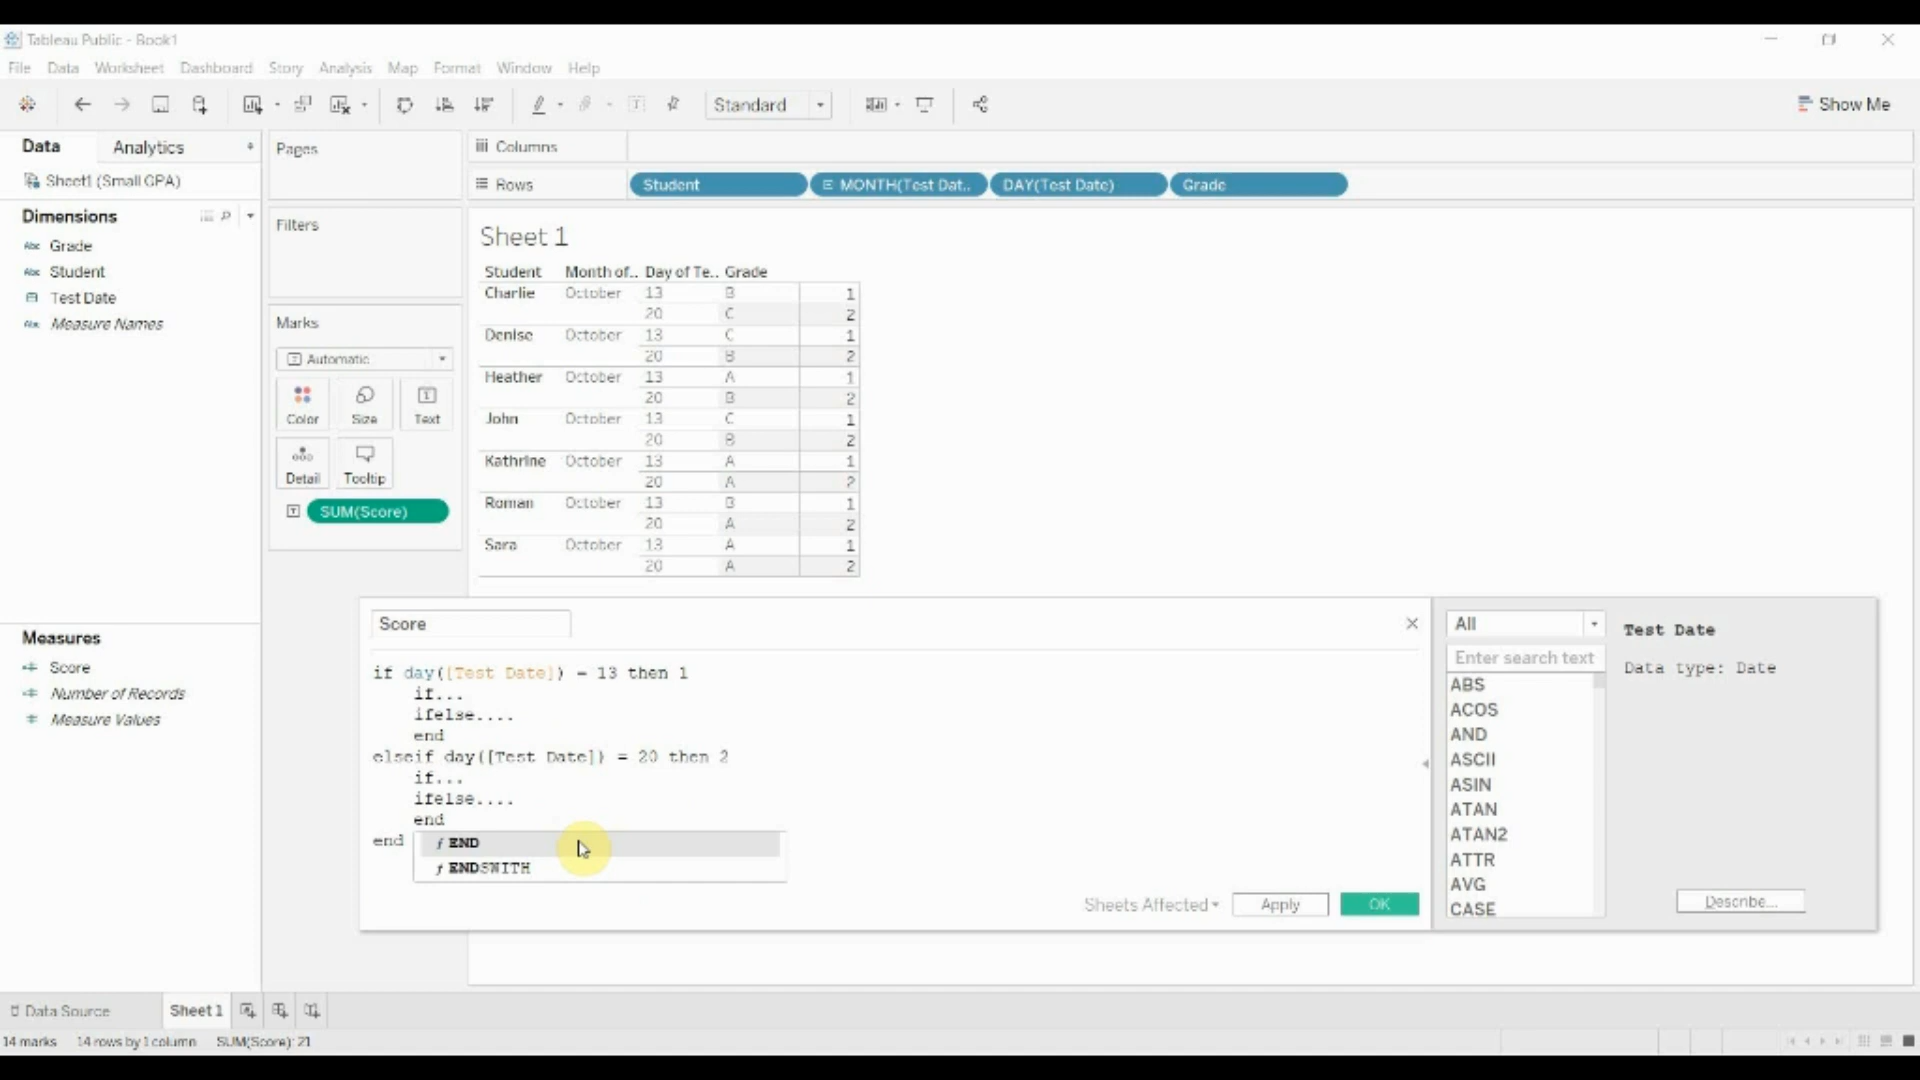 Tableau Public - Book1
File Data Worksheet Dashboard Story Analysis Map Format Window Help
Standard
Show Me
Data Analytics
Sheet1 (Small GPA)
Dimensions
Abc Grade
Abc Student
Test Date
Abc Measure Names
Measures
Score
Number of Records
Measure Values
Pages
Filters
Marks
Automatic
Color Size Text
Detail Tooltip
SUM(Score)
Columns
Rows Student MONTH(Test Dat.. DAY(Test Date) Grade
Sheet 1
Student Month of.. Day of Te.. Grade
Charlie October 13 B 1
20 C 2
Denise October 13 C 1
20 B 2
Heather October 13 A 1
20 B 2
John October 13 C 1
20 B 2
Kathrine October 13 A 1
20 A 2
Roman October 13 B 1
20 A 2
Sara October 13 A 1
20 A 2
Score
if day([Test Date]) = 13 then 1
if...
ifelse....
end
elseif day([Test Date]) = 20 then 2
if...
ifelse....
end
end
f END
f ENDSWITH
Sheets Affected Apply OK
All
Enter search text
ABS
ACOS
AND
ASCII
ASIN
ATAN
ATAN2
ATTR
AVG
CASE
Test Date
Data type: Date
Describe...
Data Source Sheet 1
14 marks 14 rows by 1 column SUM(Score): 21